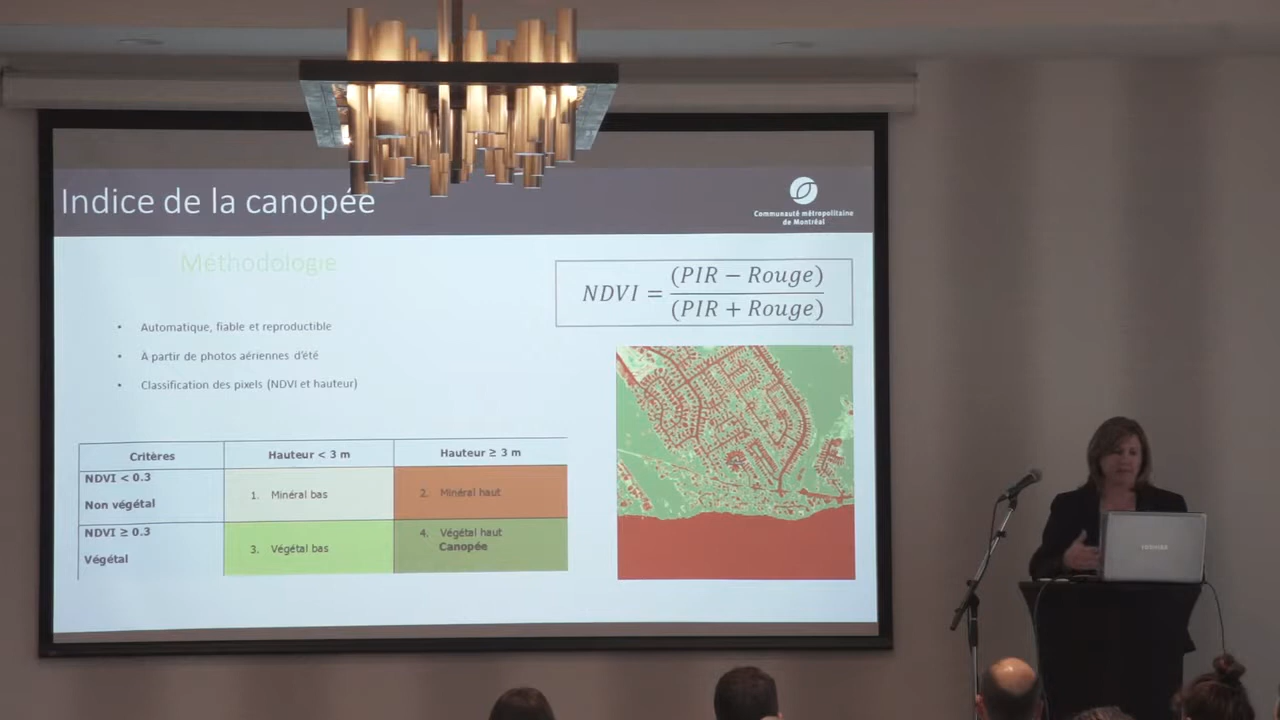 Indice de la canopée
Communauté métropolitaine
de Montréal
Méthodologie
NDVI = (PIR − Rouge) / (PIR + Rouge)
• Automatique, fiable et reproductible
• À partir de photos aériennes d'été
• Classification des pixels (NDVI et hauteur)
Critères Hauteur < 3 m Hauteur ≥ 3 m
NDVI < 0.3
Non végétal
1. Minéral bas
2. Minéral haut
NDVI ≥ 0.3
Végétal
3. Végétal bas
4. Végétal haut
Canopée
TOSHIBA